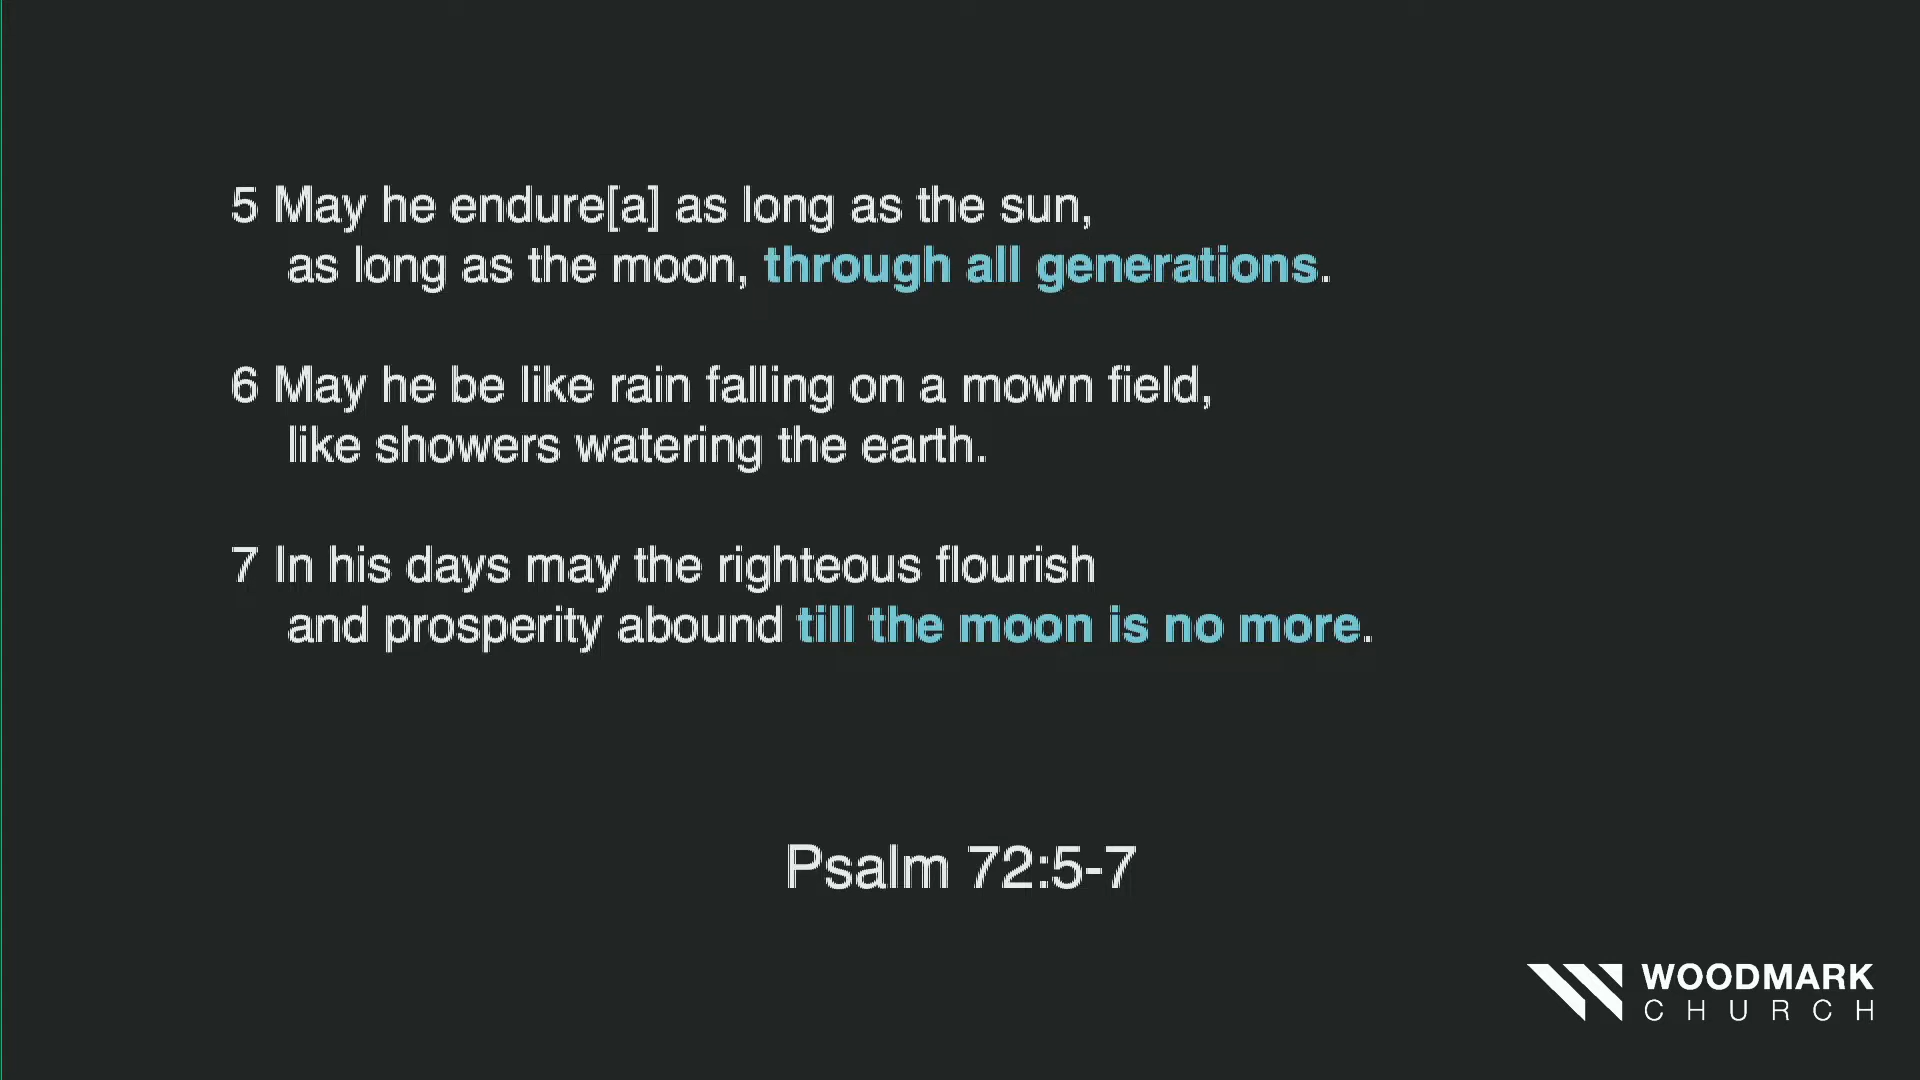 5 May he endure[a] as long as the sun,
as long as the moon, through all generations.
6 May he be like rain falling on a mown field,
like showers watering the earth.
7 In his days may the righteous flourish
and prosperity abound till the moon is no more.
Psalm 72:5-7
WOODMARK
CHURCH